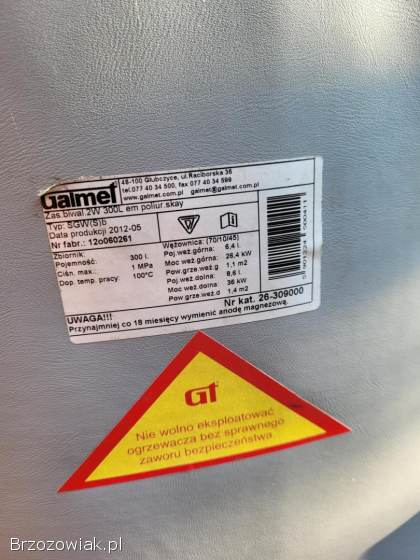 Galmet
48-100 Głubczyce, ul.Raciborska 36
tel.077 40 34 500, fax 077 40 34 599
galmet.com.pl galmet@galmet.com.pl
Zas.biwal.2W 300L em poliur.skay
Typ: SGW(S)b
Data produkcji 2012-05
Nr fabr.: 12o060261
Zbiornik:
Pojemność: 300 l.
Ciśn. max.: 1 MPa
Dop. temp. pracy: 100°C
Wężownica: (70/10/45)
Poj.węż.górna: 6,4 l.
Moc węż górna: 26,4 kW
Pow.grze.węż.g 1,1 m2
Poj.węż.dolna: 8,6 l.
Moc węż.dolna: 36 kW
Pow grze.węż.d 1,4 m2
Nr kat. 26-309000
UWAGA!!!
Przynajmniej co 18 miesięcy wymienić anodę magnezową.
GT
Nie wolno eksploatować
ogrzewacza bez sprawnego
zaworu bezpieczeństwa
Brzozowiak.pl